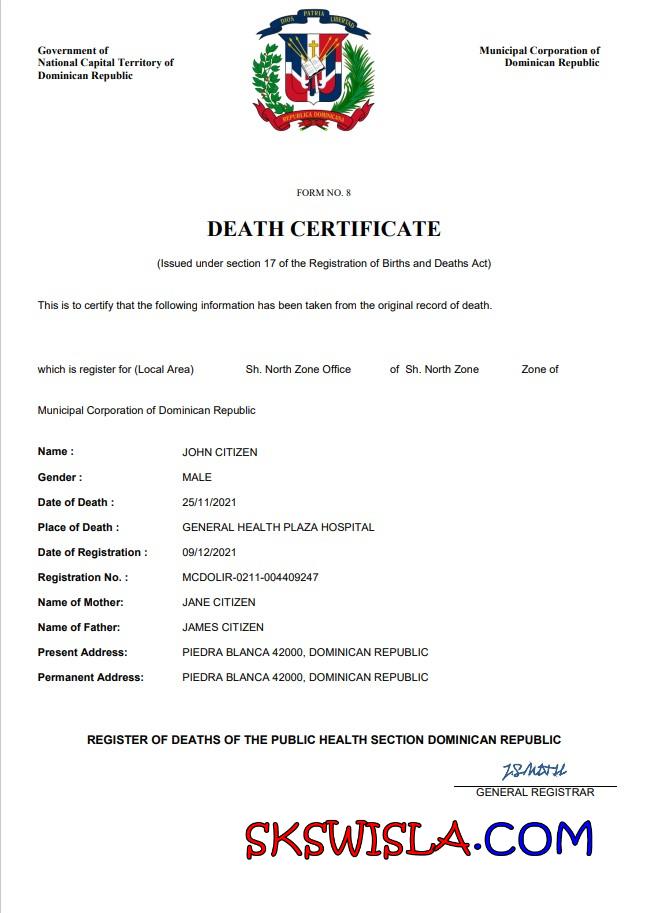 DIOS PATRIA LIBERTAD
Government of
National Capital Territory of
Dominican Republic
Municipal Corporation of
Dominican Republic
REPUBLICA DOMINICANA
FORM NO. 8
DEATH CERTIFICATE
(Issued under section 17 of the Registration of Births and Deaths Act)
This is to certify that the following information has been taken from the original record of death.
which is register for (Local Area) Sh. North Zone Office of Sh. North Zone Zone of
Municipal Corporation of Dominican Republic
Name : JOHN CITIZEN
Gender : MALE
Date of Death : 25/11/2021
Place of Death : GENERAL HEALTH PLAZA HOSPITAL
Date of Registration : 09/12/2021
Registration No. : MCDOLIR-0211-004409247
Name of Mother: JANE CITIZEN
Name of Father: JAMES CITIZEN
Present Address: PIEDRA BLANCA 42000, DOMINICAN REPUBLIC
Permanent Address: PIEDRA BLANCA 42000, DOMINICAN REPUBLIC
REGISTER OF DEATHS OF THE PUBLIC HEALTH SECTION DOMINICAN REPUBLIC
GENERAL REGISTRAR
SKSWISLA.COM